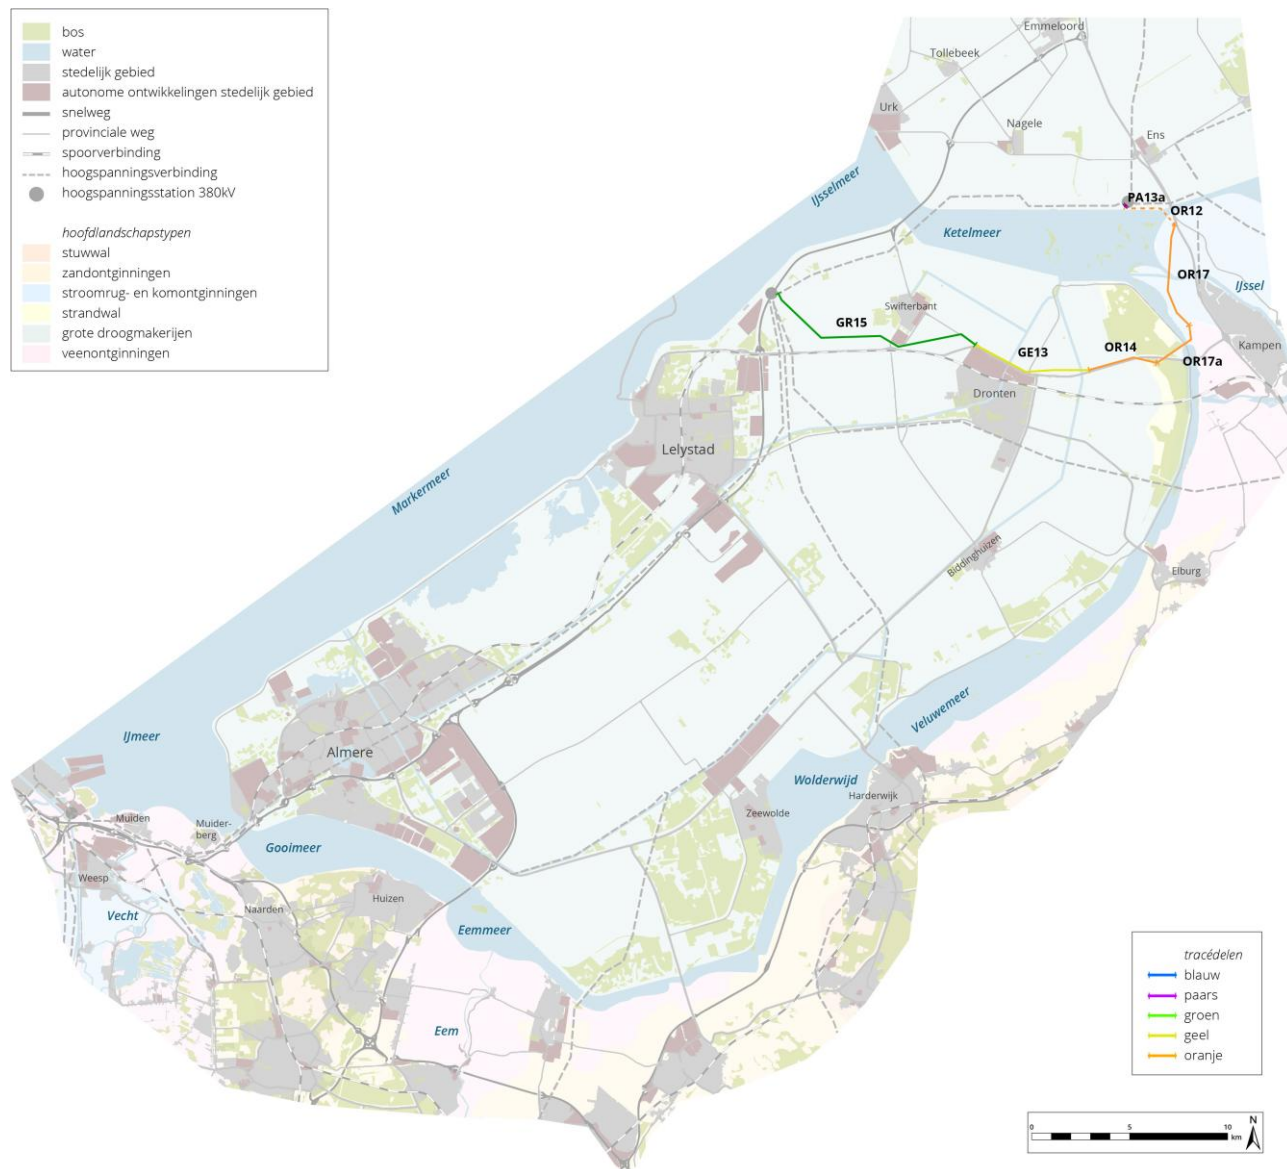 bos
water
stedelijk gebied
autonome ontwikkelingen stedelijk gebied
snelweg
provinciale weg
spoorverbinding
hoogspanningsverbinding
hoogspanningsstation 380kV
hoofdlandschapstypen
stuwwal
zandontginningen
stroomrug- en komontginningen
strandwal
grote droogmakerijen
veenontginningen
Emmeloord
Tollebeek
Urk
Nagele
Ens
IJsselmeer
PA13a
OR12
Ketelmeer
OR17
IJssel
Swifterbant
GR15
Kampen
GE13
OR14
OR17a
Dronten
Lelystad
Markermeer
Biddinghuizen
Elburg
Veluwemeer
IJmeer
Almere
Wolderwijd
Harderwijk
Zeewolde
Muiden
Muider-
berg
Gooimeer
Weesp
Naarden
Huizen
Vecht
Eemmeer
Eem
tracédelen
blauw
paars
groen
geel
oranje
0
5
10
km
N